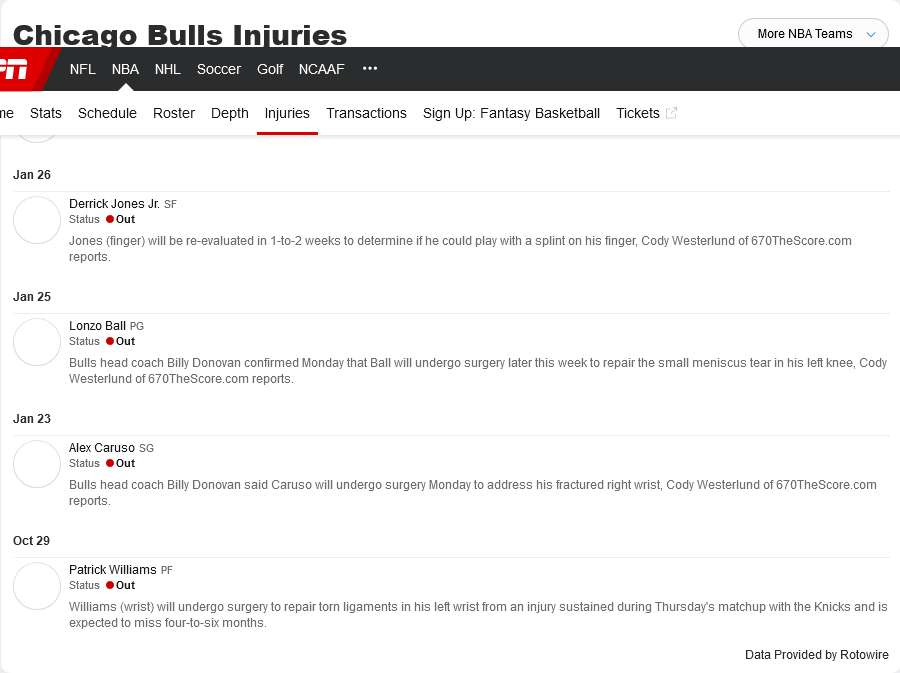 Chicago Bulls Injuries
More NBA Teams
NFL NBA NHL Soccer Golf NCAAF •••
me Stats Schedule Roster Depth Injuries Transactions Sign Up: Fantasy Basketball Tickets
Jan 26
Derrick Jones Jr. SF
Status Out
Jones (finger) will be re-evaluated in 1-to-2 weeks to determine if he could play with a splint on his finger, Cody Westerlund of 670TheScore.com
reports.
Jan 25
Lonzo Ball PG
Status Out
Bulls head coach Billy Donovan confirmed Monday that Ball will undergo surgery later this week to repair the small meniscus tear in his left knee, Cody
Westerlund of 670TheScore.com reports.
Jan 23
Alex Caruso SG
Status Out
Bulls head coach Billy Donovan said Caruso will undergo surgery Monday to address his fractured right wrist, Cody Westerlund of 670TheScore.com
reports.
Oct 29
Patrick Williams PF
Status Out
Williams (wrist) will undergo surgery to repair torn ligaments in his left wrist from an injury sustained during Thursday's matchup with the Knicks and is
expected to miss four-to-six months.
Data Provided by Rotowire